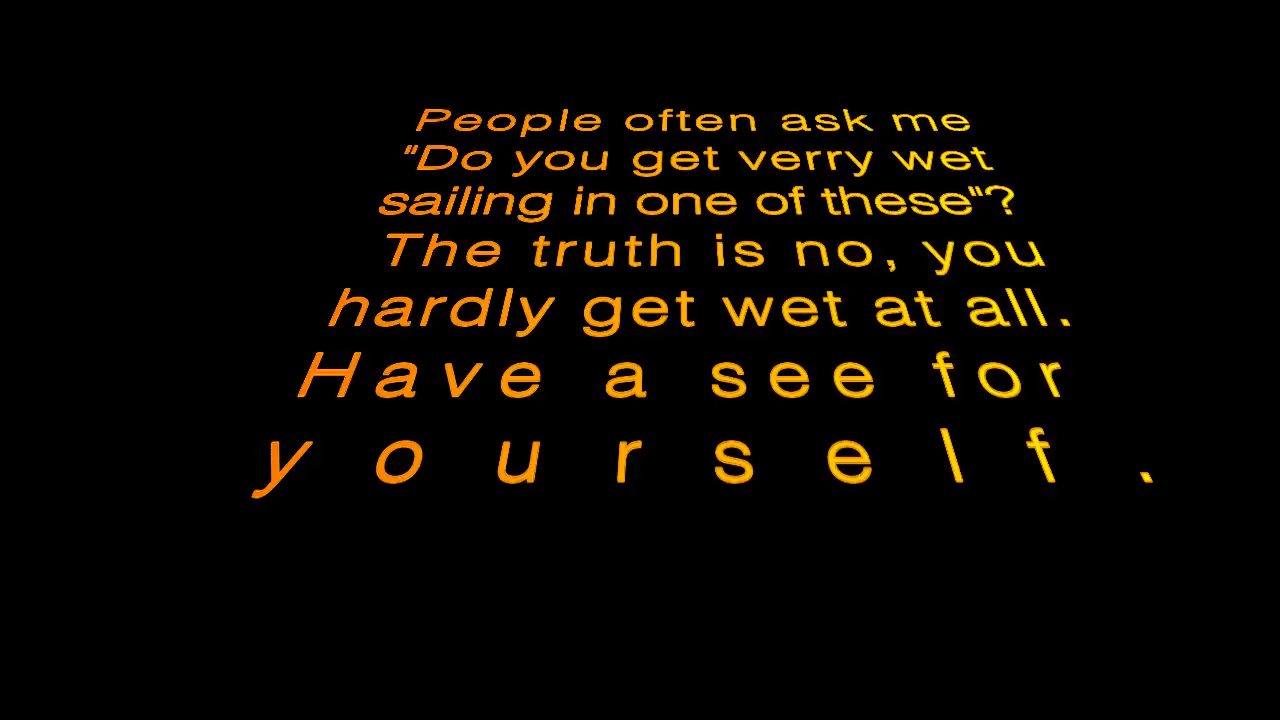 People often ask me
"Do you get verry wet
sailing in one of these"?
The truth is no, you
hardly get wet at all.
Have a see for
yourself.